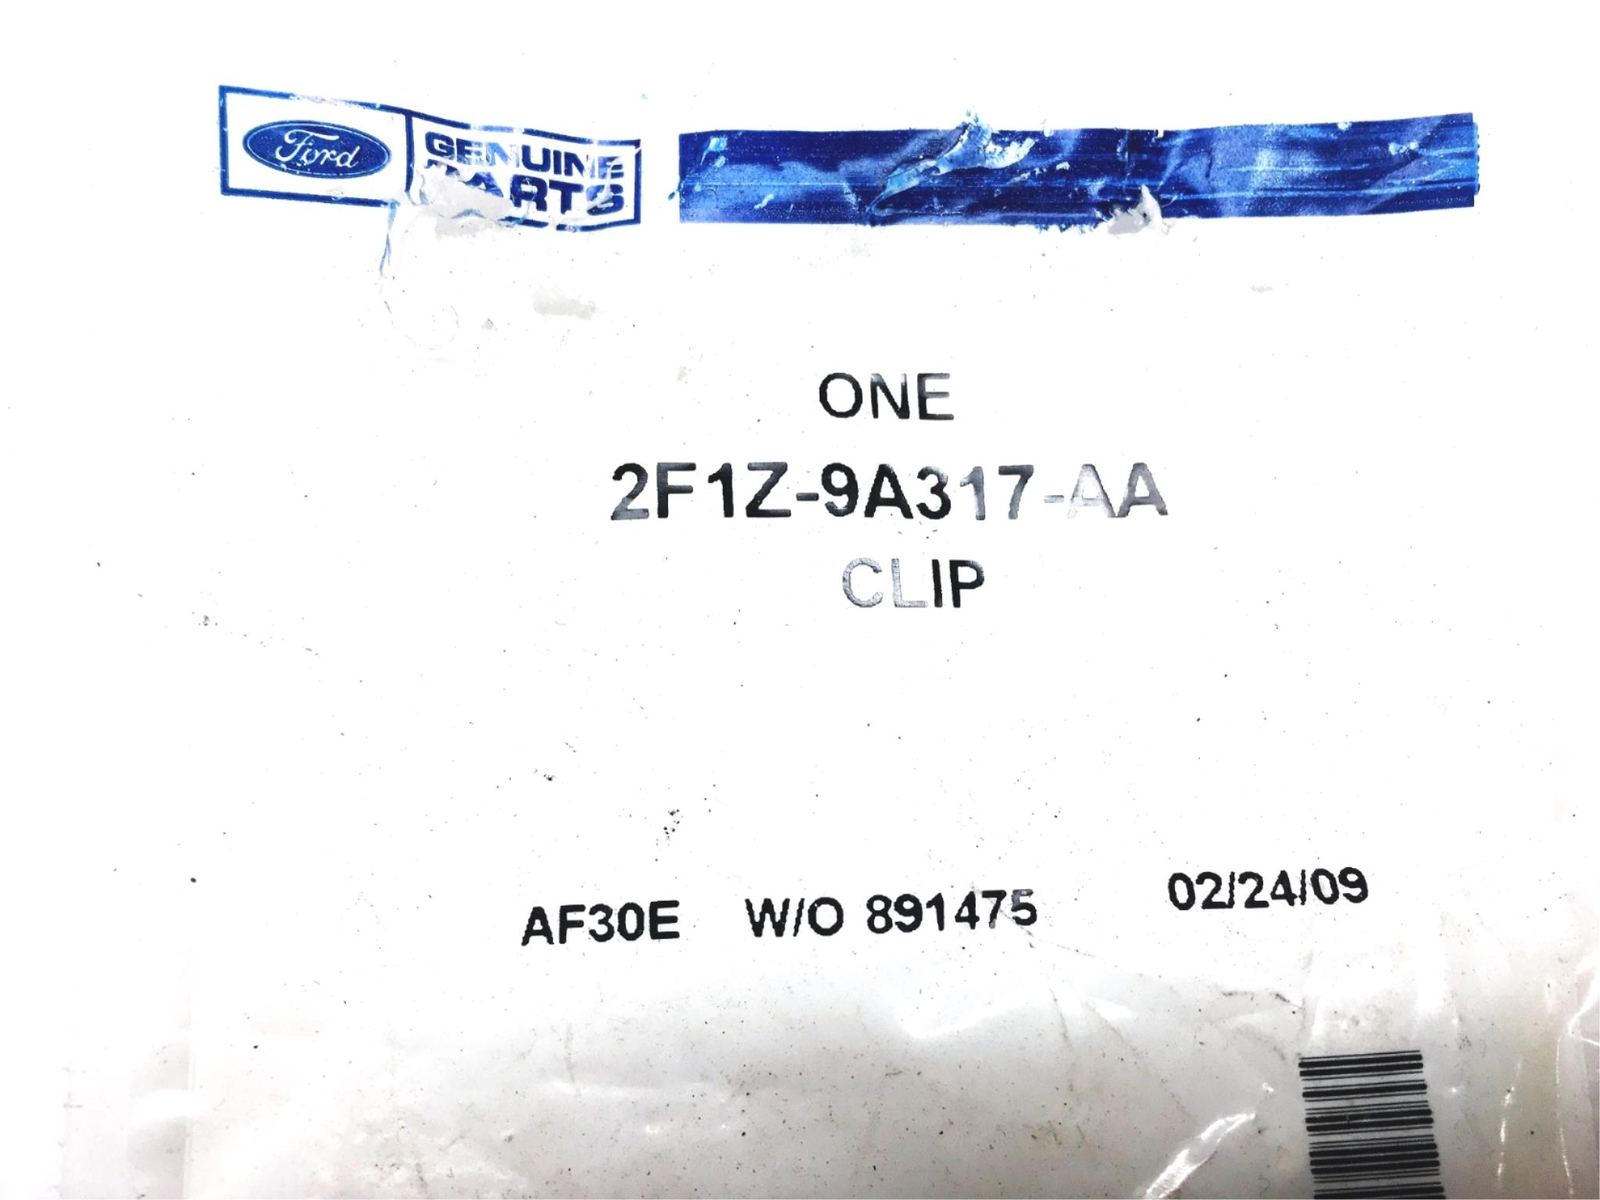 Ford GENUINE
PARTS
ONE
2F1Z-9A317-AA
CLIP
AF30E W/O 891475 02/24/09